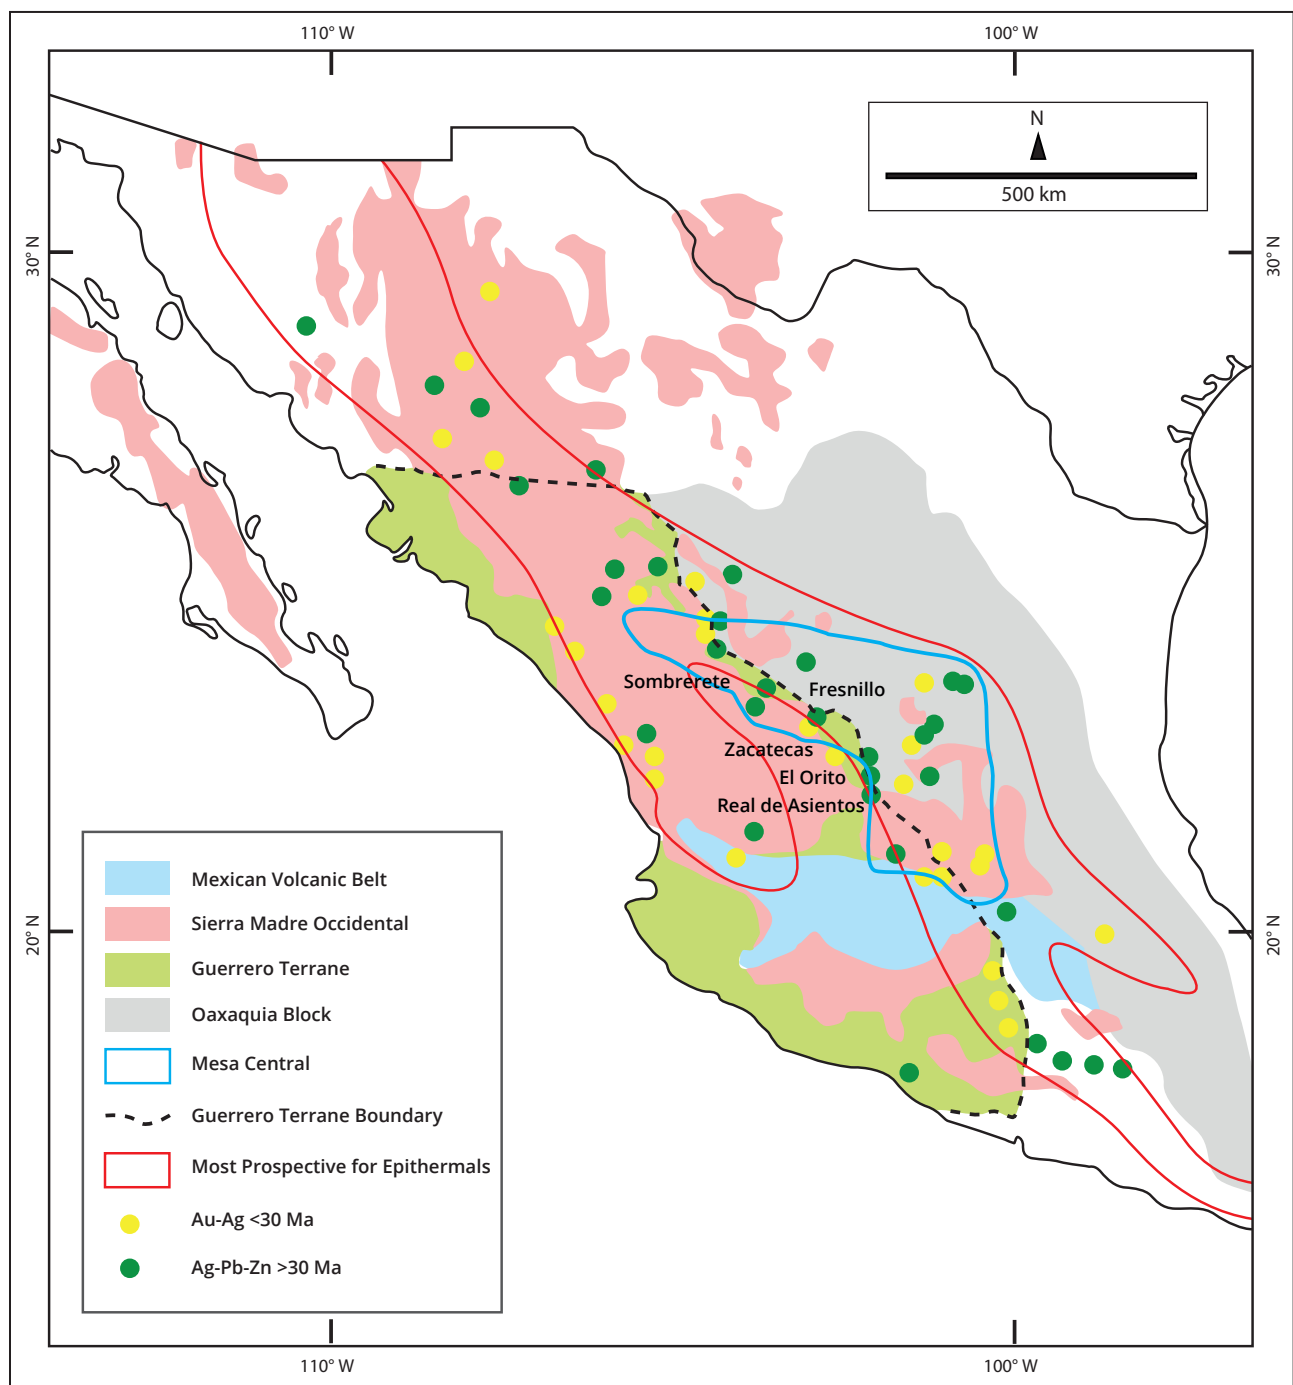 110° W
100° W
N
500 km
30° N
30° N
Sombrerete
Fresnillo
Zacatecas
El Orito
Real de Asientos
Mexican Volcanic Belt
Sierra Madre Occidental
Guerrero Terrane
20° N
20° N
Oaxaquia Block
Mesa Central
Guerrero Terrane Boundary
Most Prospective for Epithermals
Au-Ag <30 Ma
Ag-Pb-Zn >30 Ma
110° W
100° W